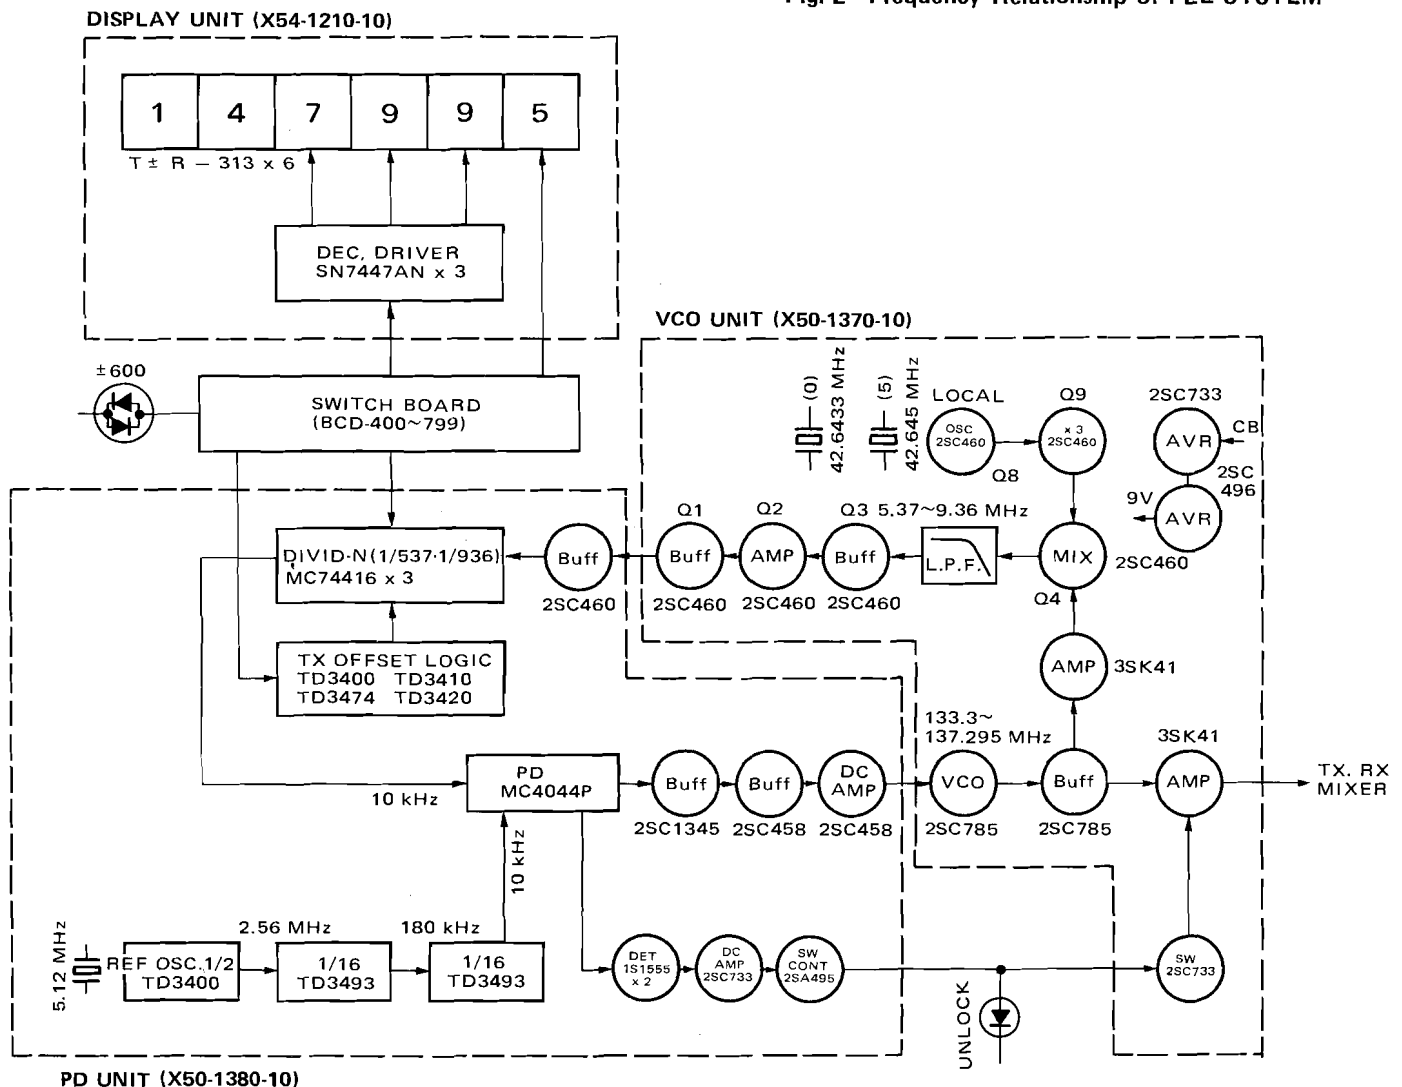 Fig. 2 Frequency Relationship of PLL SYSTEM
DISPLAY UNIT (X54-1210-10)
1 4 7 9 9 5
T ± R — 313 x 6
DEC, DRIVER
SN7447AN x 3
±600
SWITCH BOARD
(BCD-400~799)
VCO UNIT (X50-1370-10)
(0)
42.6433 MHz
(5)
42.645 MHz
LOCAL
OSC
2SC460
Q8
Q9
x 3
2SC460
2SC733
AVR
CB
2SC
496
9V
AVR
DIVID·N(1/537·1/936)
MC74416 x 3
Buff
2SC460
Q1
Buff
2SC460
Q2
AMP
2SC460
Q3
Buff
2SC460
5.37~9.36 MHz
L.P.F.
MIX
2SC460
Q4
TX OFFSET LOGIC
TD3400 TD3410
TD3474 TD3420
AMP
3SK41
133.3~
137.295 MHz
10 kHz
PD
MC4044P
Buff
2SC1345
Buff
2SC458
DC
AMP
2SC458
VCO
2SC785
Buff
2SC785
3SK41
AMP
TX. RX
MIXER
10 kHz
5.12 MHz
REF OSC.1/2
TD3400
2.56 MHz
1/16
TD3493
180 kHz
1/16
TD3493
DET
1S1555
x 2
DC
AMP
2SC733
SW
CONT
2SA495
UNLOCK
SW
2SC733
PD UNIT (X50-1380-10)